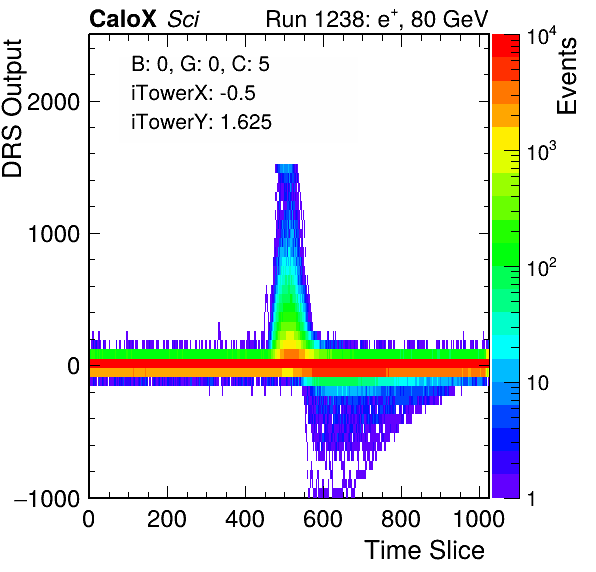 CaloX Sci Run 1238: e+, 80 GeV
B: 0, G: 0, C: 5
iTowerX: -0.5
iTowerY: 1.625
DRS Output
2000
1000
0
−1000
0 200 400 600 800 1000
Time Slice
Events
10^4
10^3
10^2
10
1